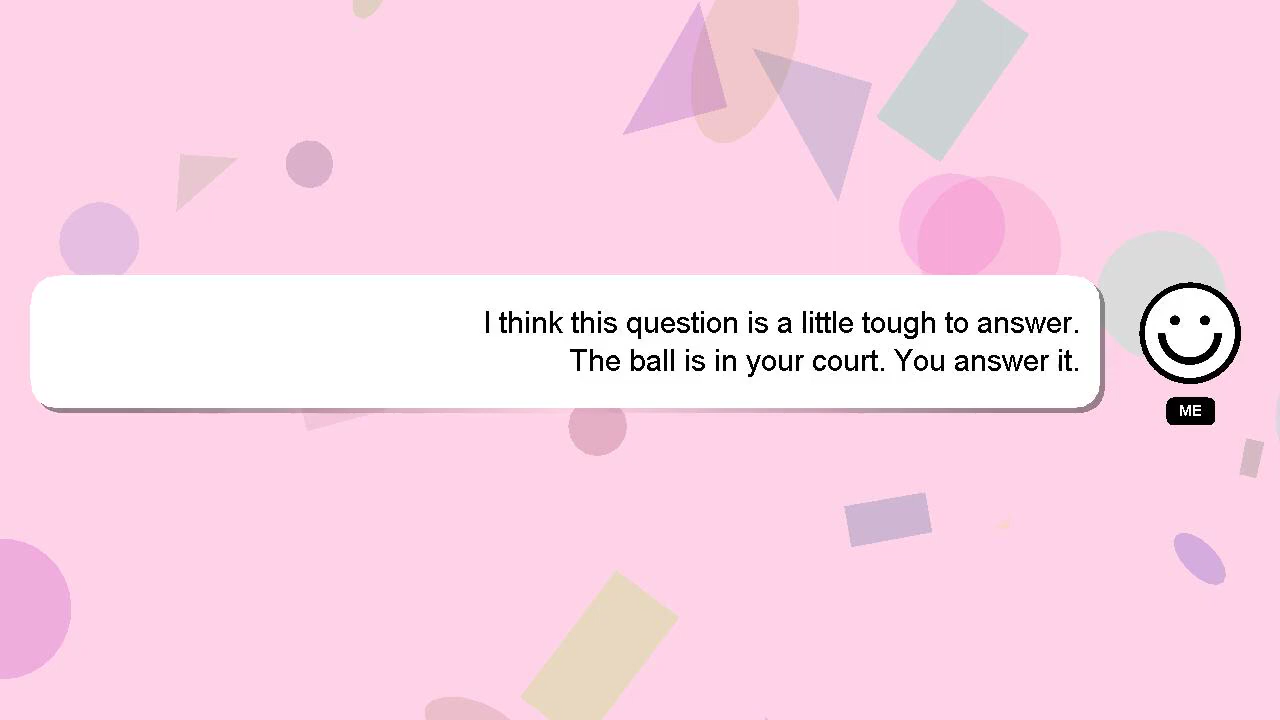 I think this question is a little tough to answer.
The ball is in your court. You answer it.
ME